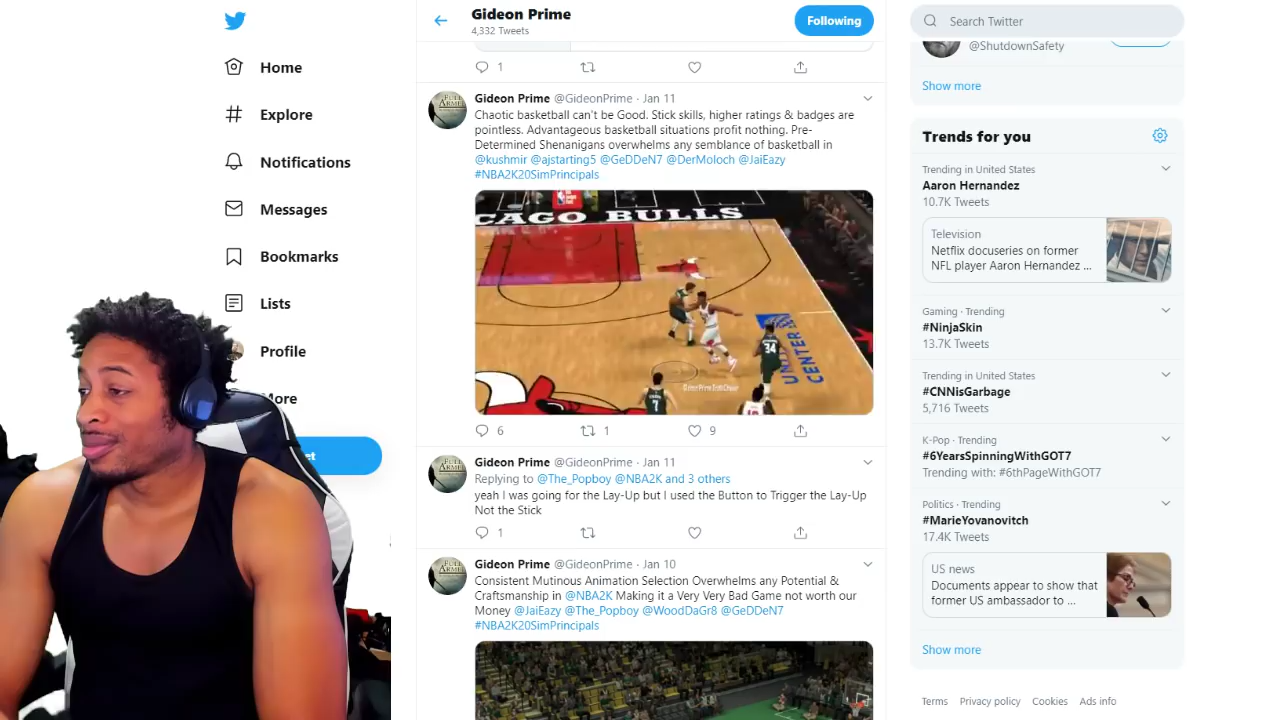 Home
Explore
Notifications
Messages
Bookmarks
Lists
Profile
More
Gideon Prime
4,332 Tweets
Following
1
Gideon Prime @GideonPrime · Jan 11
Chaotic basketball can't be Good. Stick skills, higher ratings & badges are
pointless. Advantageous basketball situations profit nothing. Pre-
Determined Shenanigans overwhelms any semblance of basketball in
@kushmir @ajstarting5 @GeDDeN7 @DerMoloch @JaiEazy
#NBA2K20SimPrincipals
CAGO BULLS
UNITED
CENTER
34
7
6 1 9
Gideon Prime @GideonPrime · Jan 11
Replying to @The_Popboy @NBA2K and 3 others
yeah I was going for the Lay-Up but I used the Button to Trigger the Lay-Up
Not the Stick
1
Gideon Prime @GideonPrime · Jan 10
Consistent Mutinous Animation Selection Overwhelms any Potential &
Craftsmanship in @NBA2K Making it a Very Very Bad Game not worth our
Money @JaiEazy @The_Popboy @WoodDaGr8 @GeDDeN7
#NBA2K20SimPrincipals
Search Twitter
@ShutdownSafety
Show more
Trends for you
Trending in United States
Aaron Hernandez
10.7K Tweets
Television
Netflix docuseries on former
NFL player Aaron Hernandez ...
Gaming · Trending
#NinjaSkin
13.7K Tweets
Trending in United States
#CNNisGarbage
5,716 Tweets
K-Pop · Trending
#6YearsSpinningWithGOT7
Trending with: #6thPageWithGOT7
Politics · Trending
#MarieYovanovitch
17.4K Tweets
US news
Documents appear to show that
former US ambassador to ...
Show more
Terms Privacy policy Cookies Ads info